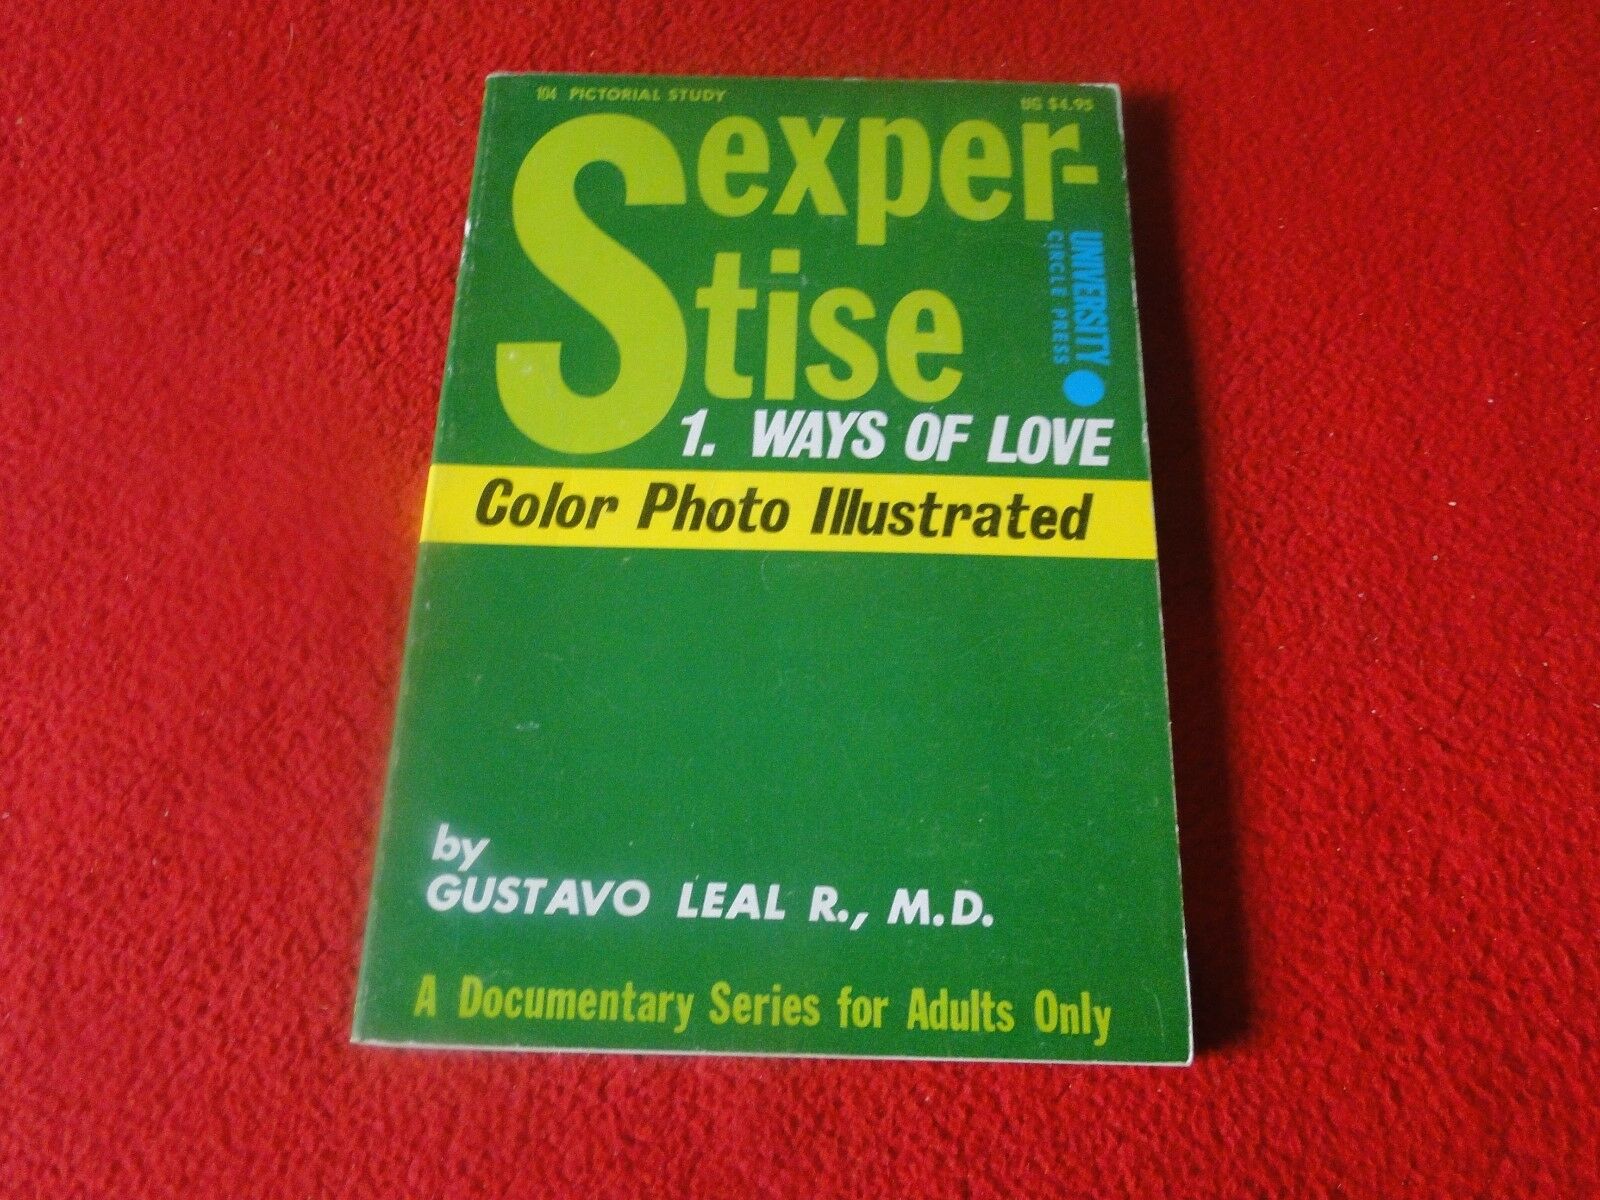 104 PICTORIAL STUDY
UG $4.95
Sexper-
Stise
UNIVERSITY
CIRCLE PRESS
1. WAYS OF LOVE
Color Photo Illustrated
by
GUSTAVO LEAL R., M.D.
A Documentary Series for Adults Only